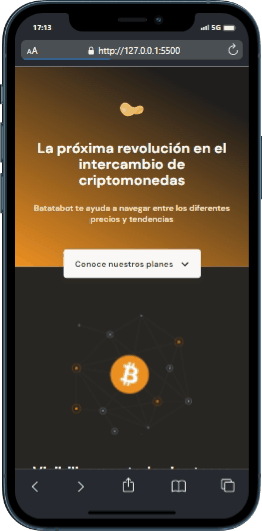 17:13
5G
AA
http://127.0.0.1:5500
La próxima revolución en el
intercambio de
criptomonedas
Batatabot te ayuda a navegar entre los diferentes
precios y tendencias
Conoce nuestros planes